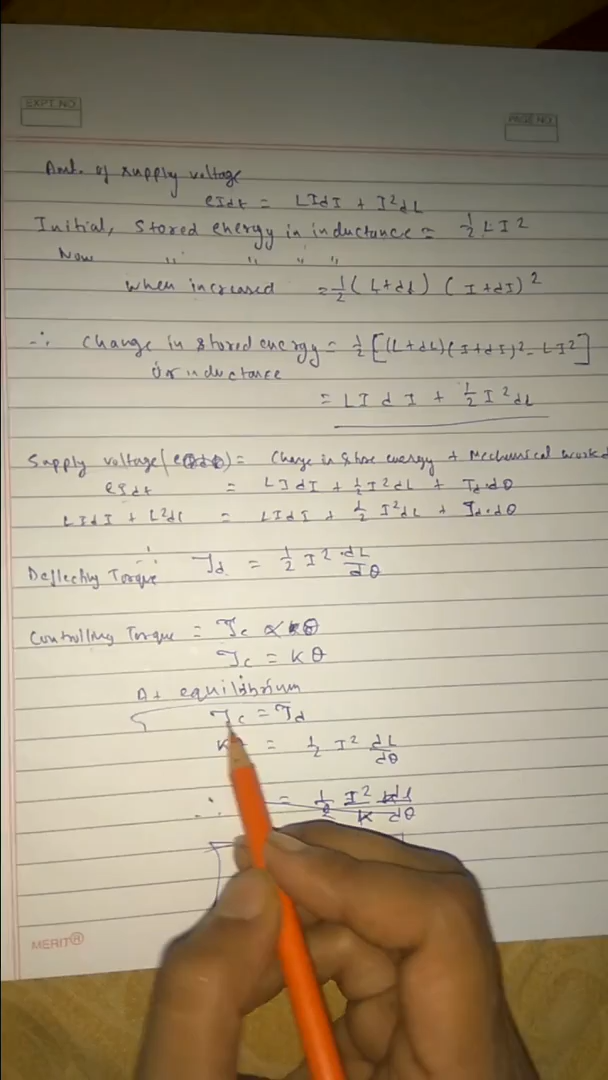 EXPT. NO.
PAGE NO.
Amt. of supply voltage
eIdt = LIdI + I²dL
Initial, stored energy in inductance = ½ LI²
Now " " " "
when increased = ½ (L+dL) (I+dI)²
∴ Change in stored energy = ½ [(L+dL)(I+dI)² - LI²]
of inductance
= LIdI + ½ I²dL
Supply voltage(e) = Change in store energy + Mechanical work d
eIdt = LIdI + ½ I²dL + Td·dθ
LIdI + L²dL = LIdI + ½ I²dL + Td·dθ
∴ Td = ½ I² · dL/dθ
Deflecting Torque
Controlling Torque = Tc ∝ θ
Tc = Kθ
At equilibrium
Tc = Td
K = ½ I² dL/dθ
∴ = ½ I²/K dL/dθ
MERIT®